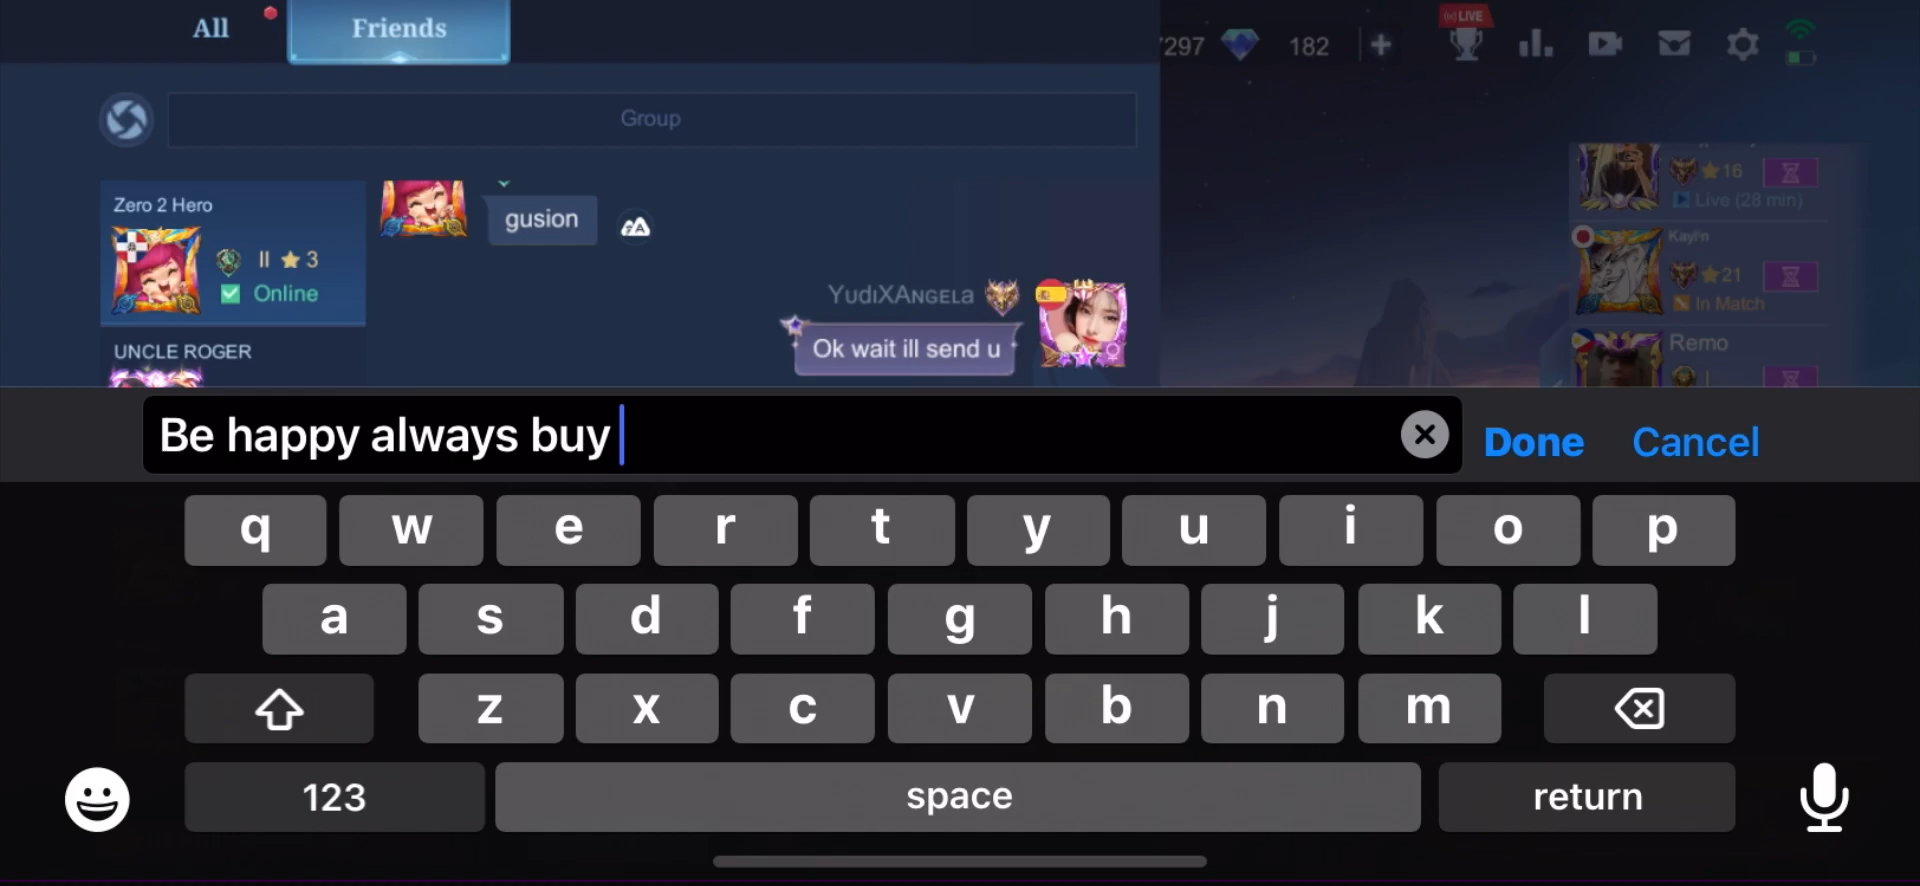 All
Friends
297
182
LIVE
Group
Zero 2 Hero
II ★ 3
Online
gusion
YUDIXANGELA
Ok wait ill send u
UNCLE ROGER
16
Live (28 min)
21
In Match
Remo
Be happy always buy
Done
Cancel
q w e r t y u i o p
a s d f g h j k l
z x c v b n m
123
space
return